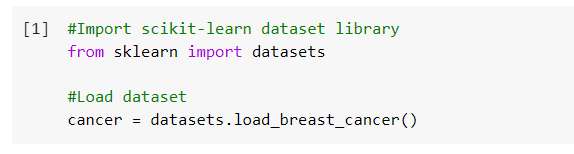 [1] #Import scikit-learn dataset library
from sklearn import datasets
#Load dataset
cancer = datasets.load_breast_cancer()